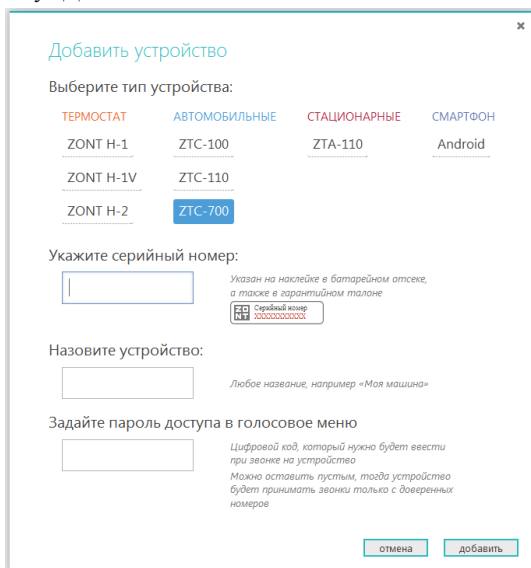 Добавить устройство
Выберите тип устройства:
ТЕРМОСТАТ АВТОМОБИЛЬНЫЕ СТАЦИОНАРНЫЕ СМАРТФОН
ZONT H-1 ZTC-100 ZTA-110 Android
ZONT H-1V ZTC-110
ZONT H-2 ZTC-700
Укажите серийный номер:
Указан на наклейке в батарейном отсеке,
а также в гарантийном талоне
ZONT Серийный номер
XXXXXXXXXXX
Назовите устройство:
Любое название, например «Моя машина»
Задайте пароль доступа в голосовое меню
Цифровой код, который нужно будет ввести
при звонке на устройство
Можно оставить пустым, тогда устройство
будет принимать звонки только с доверенных
номеров
отмена добавить